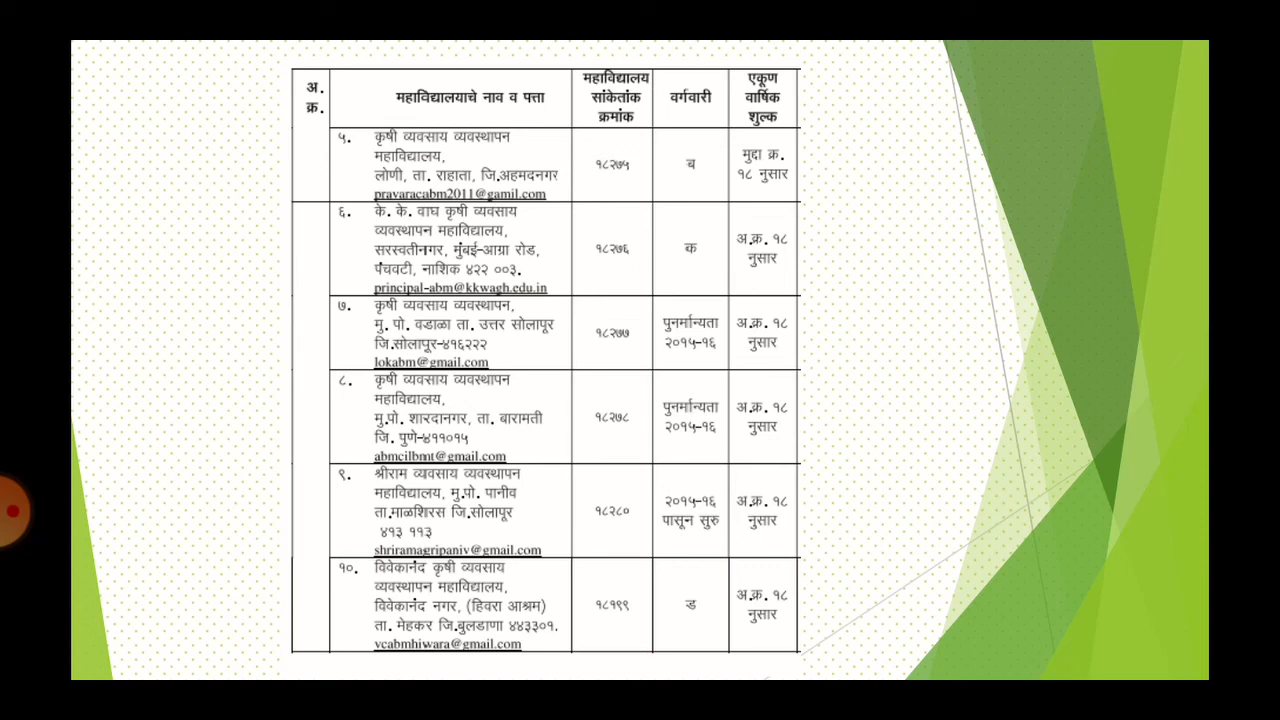 अ.
क्र.
महाविद्यालयाचे नाव व पत्ता
महाविद्यालय
सांकेतांक
क्रमांक
वर्गवारी
एकूण
वार्षिक
शुल्क
५.
कृषी व्यवसाय व्यवस्थापन
महाविद्यालय,
लोणी, ता. राहाता, जि.अहमदनगर
pravaracabm2011@gamil.com
१८२७५
ब
मुद्दा क्र.
१८ नुसार
६.
के. के. वाघ कृषी व्यवसाय
व्यवस्थापन महाविद्यालय,
सरस्वतीनगर, मुंबई-आग्रा रोड,
पंचवटी, नाशिक ४२२ ००३.
principal-abm@kkwagh.edu.in
१८२७६
क
अ.क्र. १८
नुसार
७.
कृषी व्यवसाय व्यवस्थापन,
मु. पो. वडाळा ता. उत्तर सोलापूर
जि.सोलापूर-४१६२२२
lokabm@gmail.com
१८२७७
पुनर्मान्यता
२०१५-१६
अ.क्र. १८
नुसार
८.
कृषी व्यवसाय व्यवस्थापन
महाविद्यालय,
मु.पो. शारदानगर, ता. बारामती
जि. पुणे-४११०१५
abmcilbmt@gmail.com
१८२७८
पुनर्मान्यता
२०१५-१६
अ.क्र. १८
नुसार
९.
श्रीराम व्यवसाय व्यवस्थापन
महाविद्यालय, मु.पो. पानीव
ता.माळशिरस जि.सोलापूर
४१३ ११३
shriramagripaniv@gmail.com
१८२८०
२०१५-१६
पासून सुरु
अ.क्र. १८
नुसार
१०.
विवेकानंद कृषी व्यवसाय
व्यवस्थापन महाविद्यालय,
विवेकानंद नगर, (हिवरा आश्रम)
ता. मेहकर जि.बुलडाणा ४४३३०१.
vcabmhiwara@gmail.com
१८१९९
ड
अ.क्र. १८
नुसार